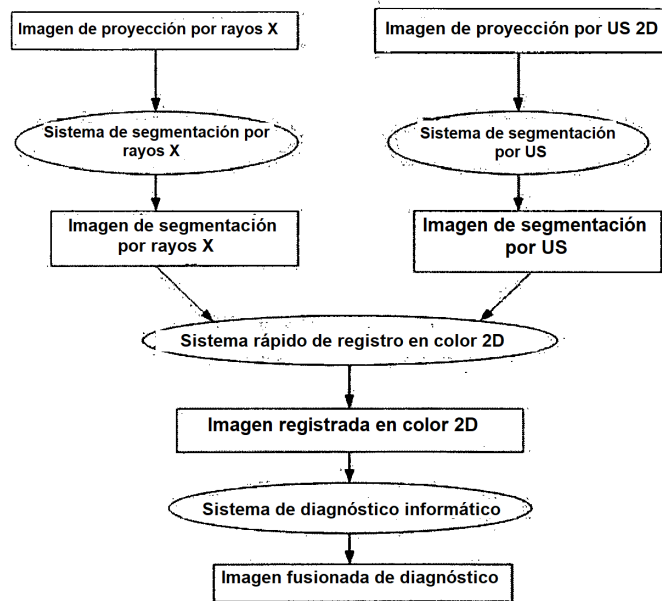 Imagen de proyección por rayos X
Imagen de proyección por US 2D
Sistema de segmentación por
rayos X
Sistema de segmentación
por US
Imagen de segmentación
por rayos X
Imagen de segmentación
por US
Sistema rápido de registro en color 2D
Imagen registrada en color 2D
Sistema de diagnóstico informático
Imagen fusionada de diagnóstico